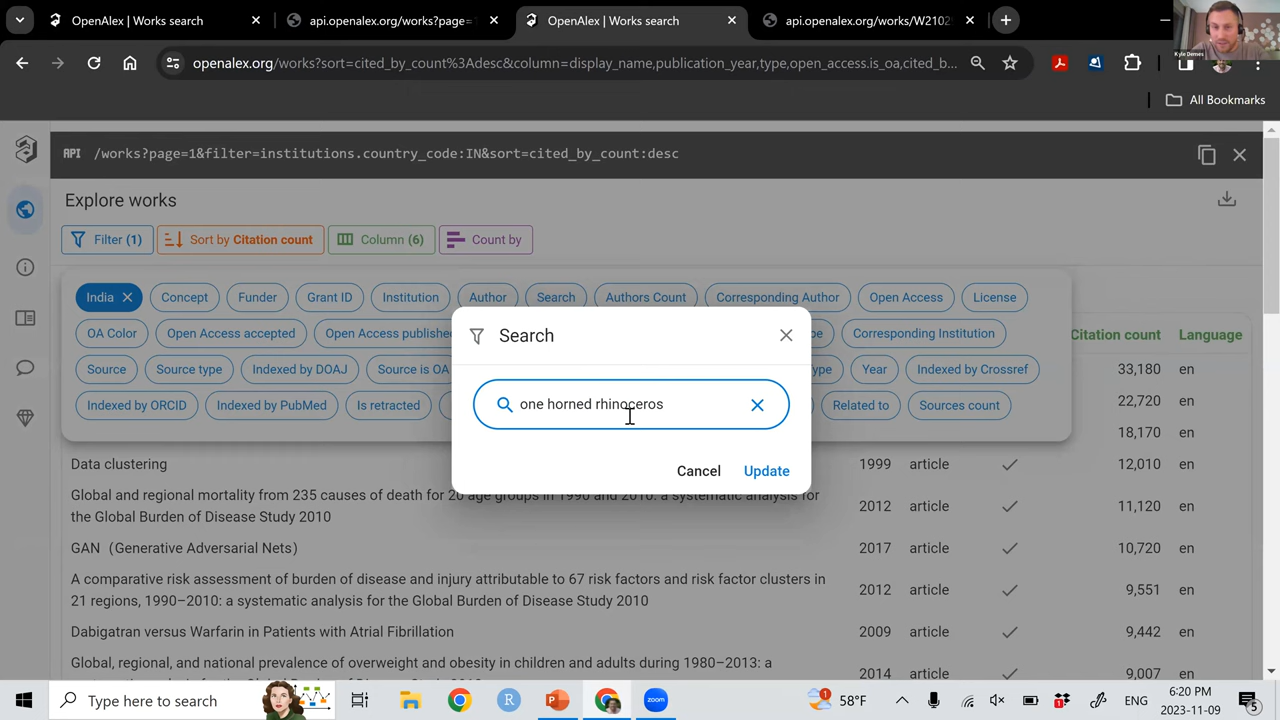 OpenAlex | Works search
api.openalex.org/works?page=1
OpenAlex | Works search
api.openalex.org/works/W2102
openalex.org/works?sort=cited_by_count%3Adesc&column=display_name,publication_year,type,open_access.is_oa,cited_b...
Kyle Demes
All Bookmarks
API /works?page=1&filter=institutions.country_code:IN&sort=cited_by_count:desc
Explore works
Filter (1)
Sort by Citation count
Column (6)
Count by
India
Concept
Funder
Grant ID
Institution
Author
Search
Authors Count
Corresponding Author
Open Access
License
OA Color
Open Access accepted
Open Access publishe
Corresponding Institution
Source
Source type
Indexed by DOAJ
Source is OA
Year
Indexed by Crossref
Indexed by ORCID
Indexed by PubMed
Is retracted
Related to
Sources count
Search
one horned rhinoceros
Cancel
Update
Citation count
Language
33,180 en
22,720 en
18,170 en
Data clustering 1999 article 12,010 en
Global and regional mortality from 235 causes of death for 20 age groups in 1990 and 2010: a systematic analysis for
the Global Burden of Disease Study 2010 2012 article 11,120 en
GAN（Generative Adversarial Nets） 2017 article 10,720 en
A comparative risk assessment of burden of disease and injury attributable to 67 risk factors and risk factor clusters in
21 regions, 1990–2010: a systematic analysis for the Global Burden of Disease Study 2010 2012 article 9,551 en
Dabigatran versus Warfarin in Patients with Atrial Fibrillation 2009 article 9,442 en
Global, regional, and national prevalence of overweight and obesity in children and adults during 1980–2013: a
2014 article 9,007 en
Type here to search
1
58°F
1
ENG
6:20 PM
2023-11-09
5